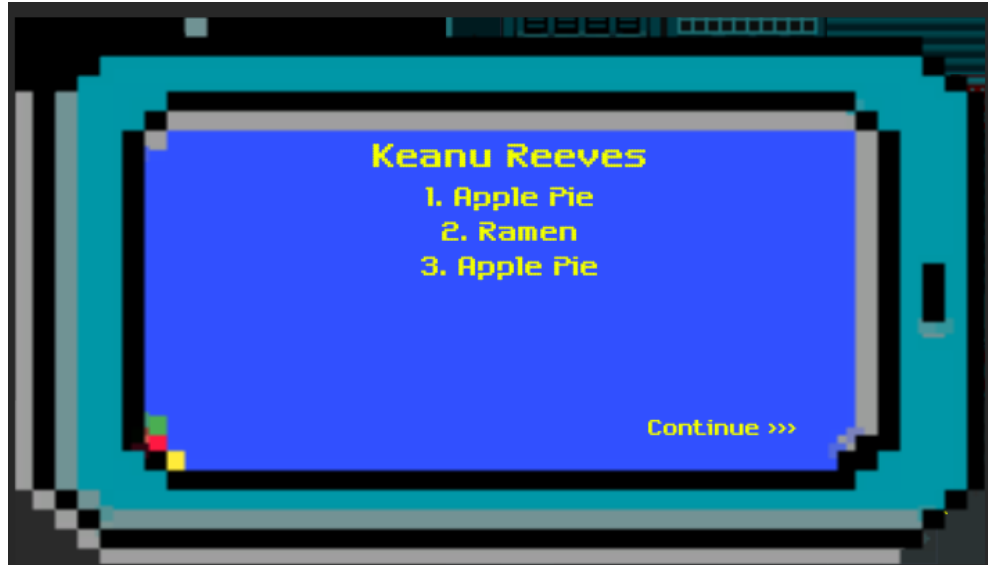 Keanu Reeves
1. Apple Pie
2. Ramen
3. Apple Pie
Continue >>>